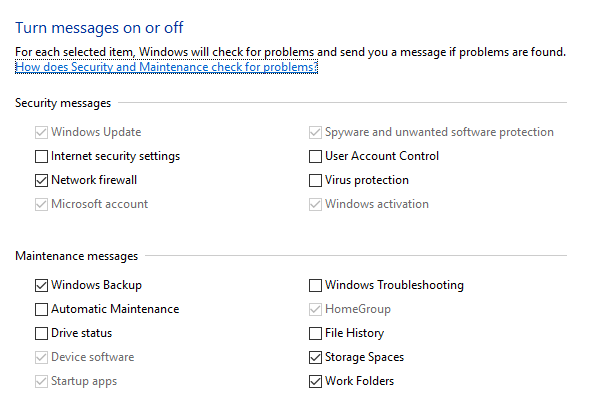 Turn messages on or off
For each selected item, Windows will check for problems and send you a message if problems are found.
How does Security and Maintenance check for problems?
Security messages
Windows Update
Spyware and unwanted software protection
Internet security settings
User Account Control
Network firewall
Virus protection
Microsoft account
Windows activation
Maintenance messages
Windows Backup
Windows Troubleshooting
Automatic Maintenance
HomeGroup
Drive status
File History
Device software
Storage Spaces
Startup apps
Work Folders